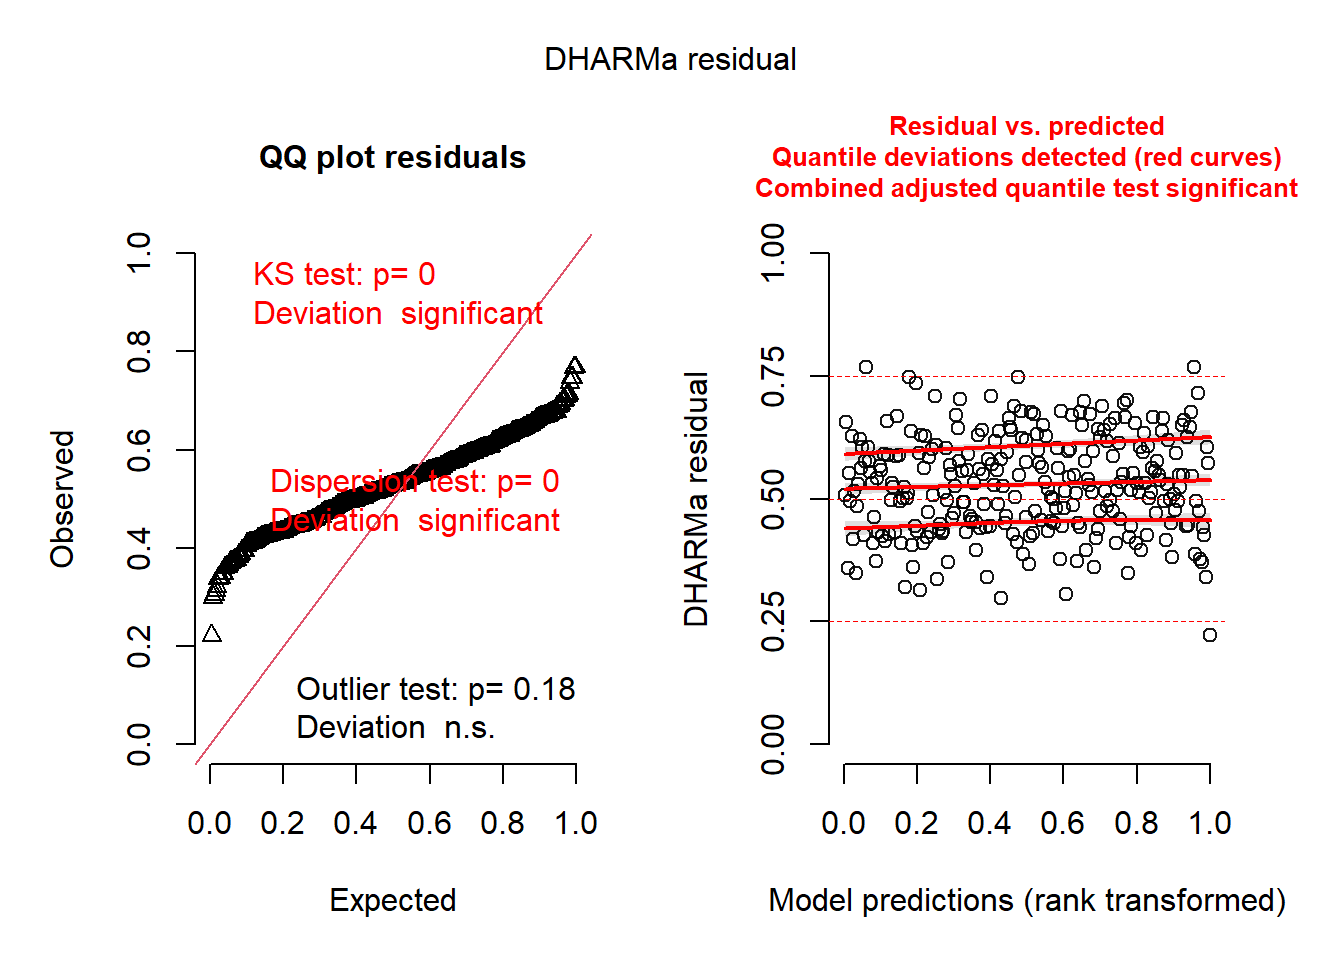 DHARMa residual
QQ plot residuals
KS test: p= 0
Deviation  significant
Dispersion test: p= 0
Deviation  significant
Outlier test: p= 0.18
Deviation  n.s.
Observed
0.0 0.2 0.4 0.6 0.8 1.0
0.0 0.2 0.4 0.6 0.8 1.0
Expected
Residual vs. predicted
Quantile deviations detected (red curves)
Combined adjusted quantile test significant
DHARMa residual
0.00 0.25 0.50 0.75 1.00
0.0 0.2 0.4 0.6 0.8 1.0
Model predictions (rank transformed)